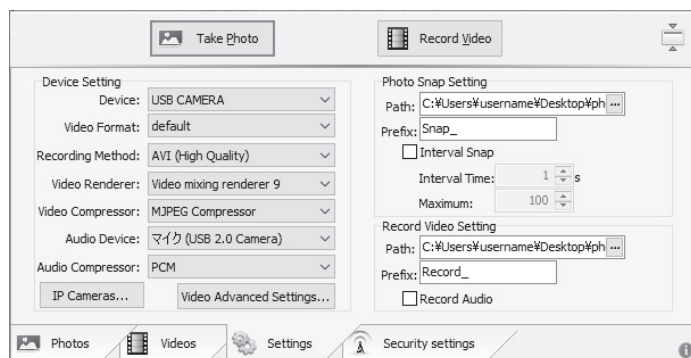 Take Photo
Record Video
Device Setting
Device: USB CAMERA
Video Format: default
Recording Method: AVI (High Quality)
Video Renderer: Video mixing renderer 9
Video Compressor: MJPEG Compressor
Audio Device: マイク (USB 2.0 Camera)
Audio Compressor: PCM
IP Cameras...
Video Advanced Settings...
Photo Snap Setting
Path: C:¥Users¥username¥Desktop¥ph ...
Prefix: Snap_
Interval Snap
Interval Time: 1 s
Maximum: 100
Record Video Setting
Path: C:¥Users¥username¥Desktop¥ph ...
Prefix: Record_
Record Audio
Photos
Videos
Settings
Security settings